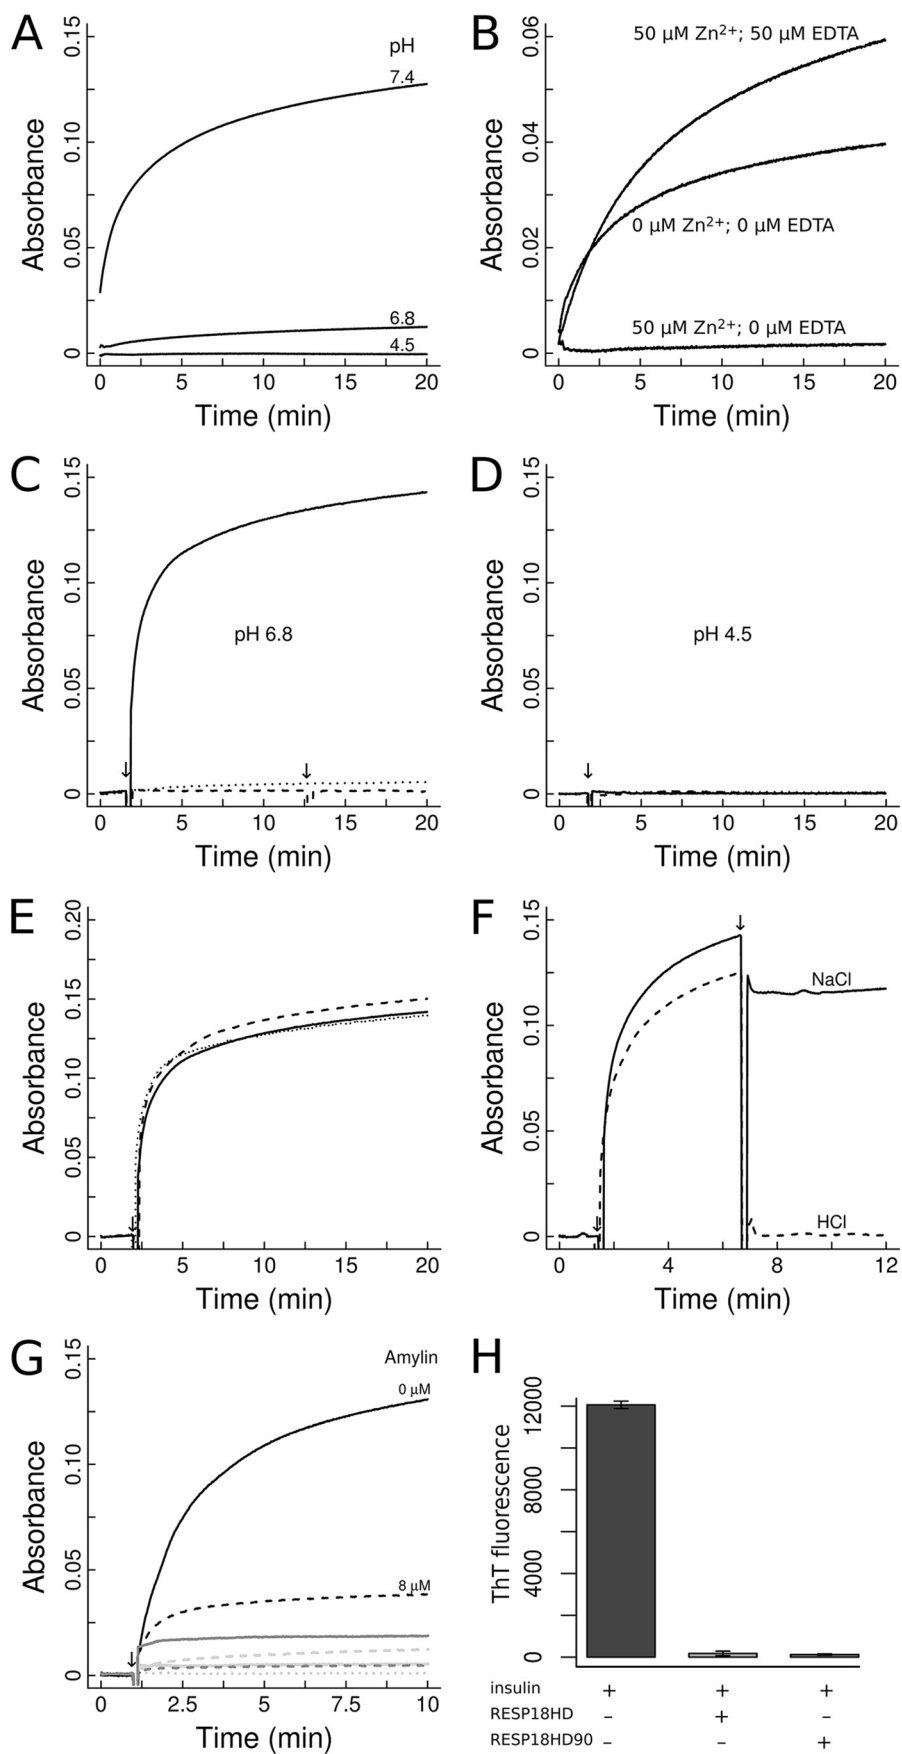 A
Absorbance
0 0.05 0.10 0.15
pH
7.4
6.8
4.5
0 5 10 15 20
Time (min)
B
Absorbance
0 0.02 0.04 0.06
50 µM Zn2+; 50 µM EDTA
0 µM Zn2+; 0 µM EDTA
50 µM Zn2+; 0 µM EDTA
0 5 10 15 20
Time (min)
C
Absorbance
0 0.05 0.10 0.15
pH 6.8
↓ ↓
0 5 10 15 20
Time (min)
D
Absorbance
0 0.05 0.10 0.15
pH 4.5
↓
0 5 10 15 20
Time (min)
E
Absorbance
0 0.05 0.10 0.15 0.20
↓
0 5 10 15 20
Time (min)
F
Absorbance
0 0.05 0.10 0.15
↓
NaCl
HCl
↓
0 4 8 12
Time (min)
G
Absorbance
0 0.05 0.10 0.15
Amylin
0 µM
8 µM
↓
0 2.5 5 7.5 10
Time (min)
H
ThT fluorescence
0 4000 8000 12000
insulin + + +
RESP18HD – + –
RESP18HD90 – – +